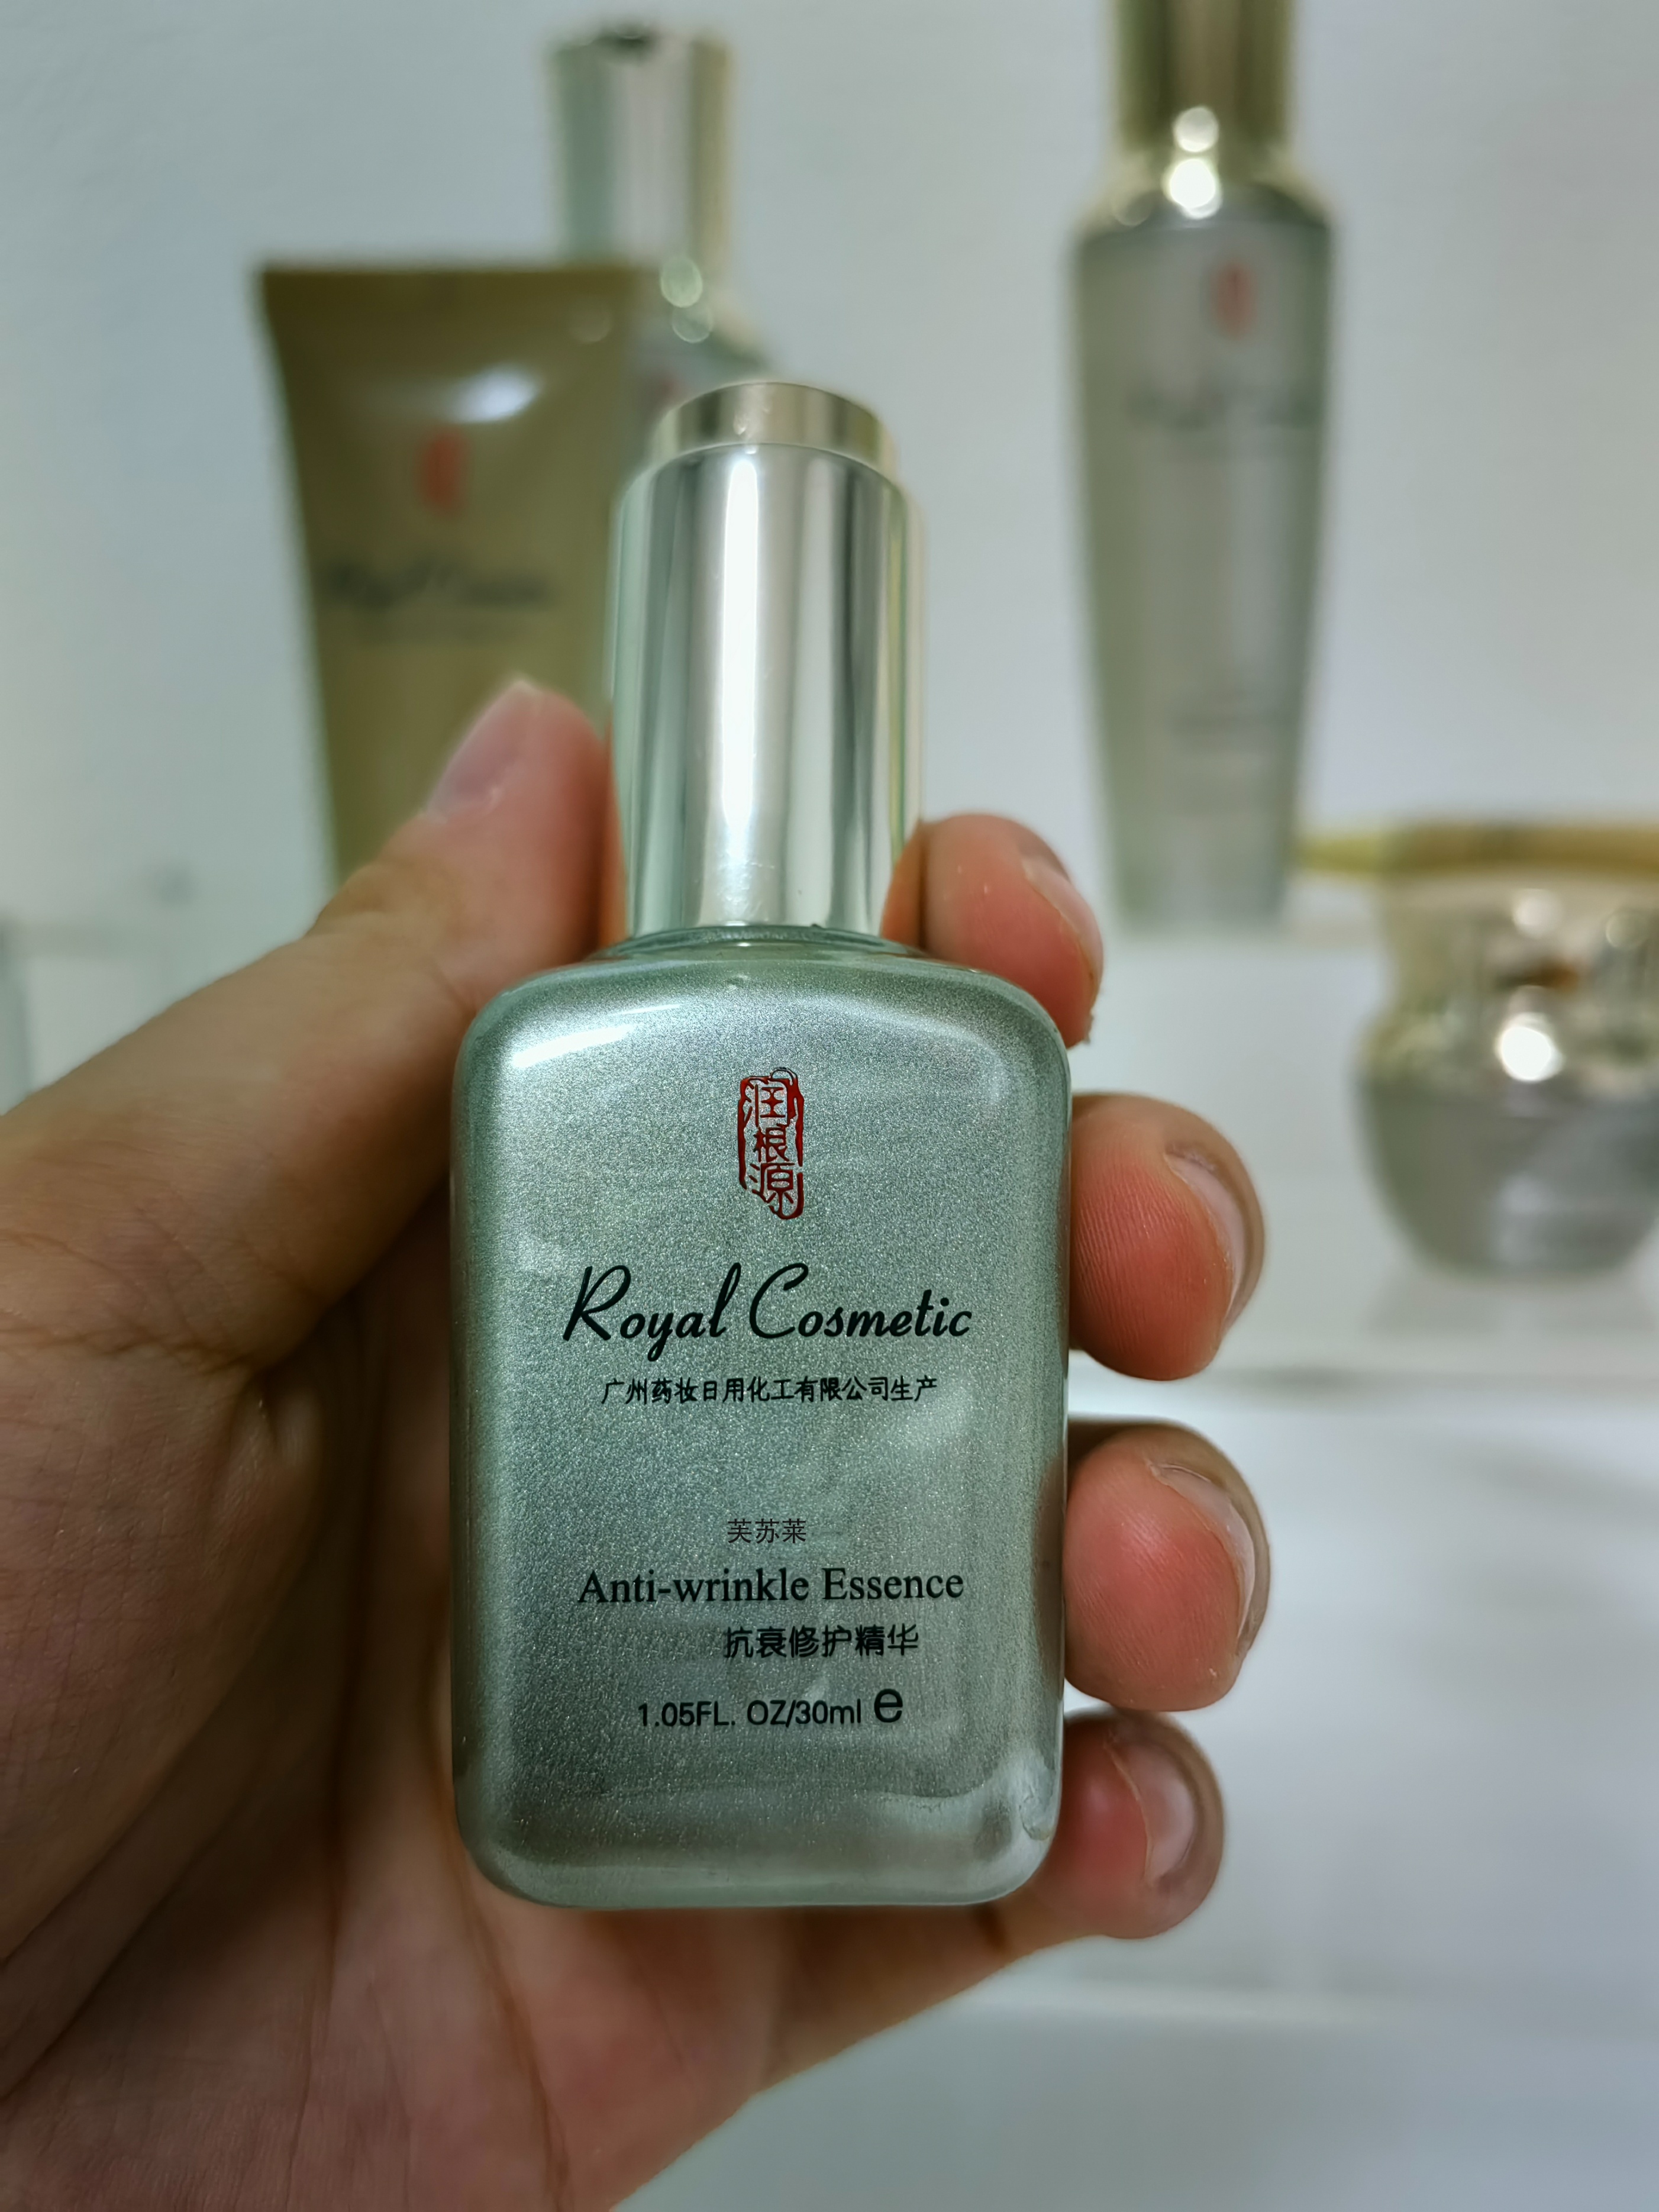 润根源
Royal Cosmetic
广州药妆日用化工有限公司生产
芙苏莱
Anti-wrinkle Essence
抗衰修护精华
1.05FL. OZ/30ml e